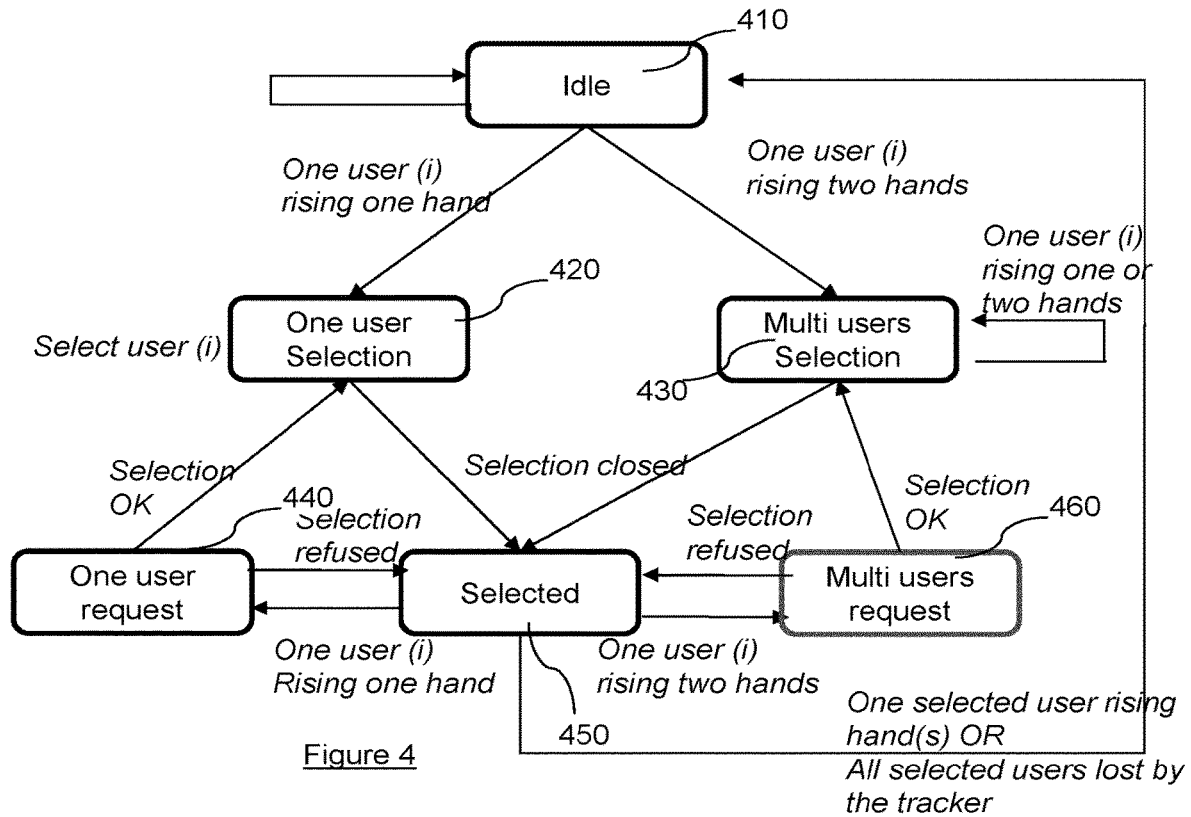 410
Idle
One user (i)
rising one hand
One user (i)
rising two hands
One user (i)
rising one or
two hands
420
One user
Selection
Select user (i)
Multi users
Selection
430
Selection
OK
Selection closed
Selection
OK
440
Selection
refused
Selection
refused
460
One user
request
Selected
Multi users
request
One user (i)
Rising one hand
One user (i)
rising two hands
450
One selected user rising
hand(s) OR
All selected users lost by
the tracker
Figure 4